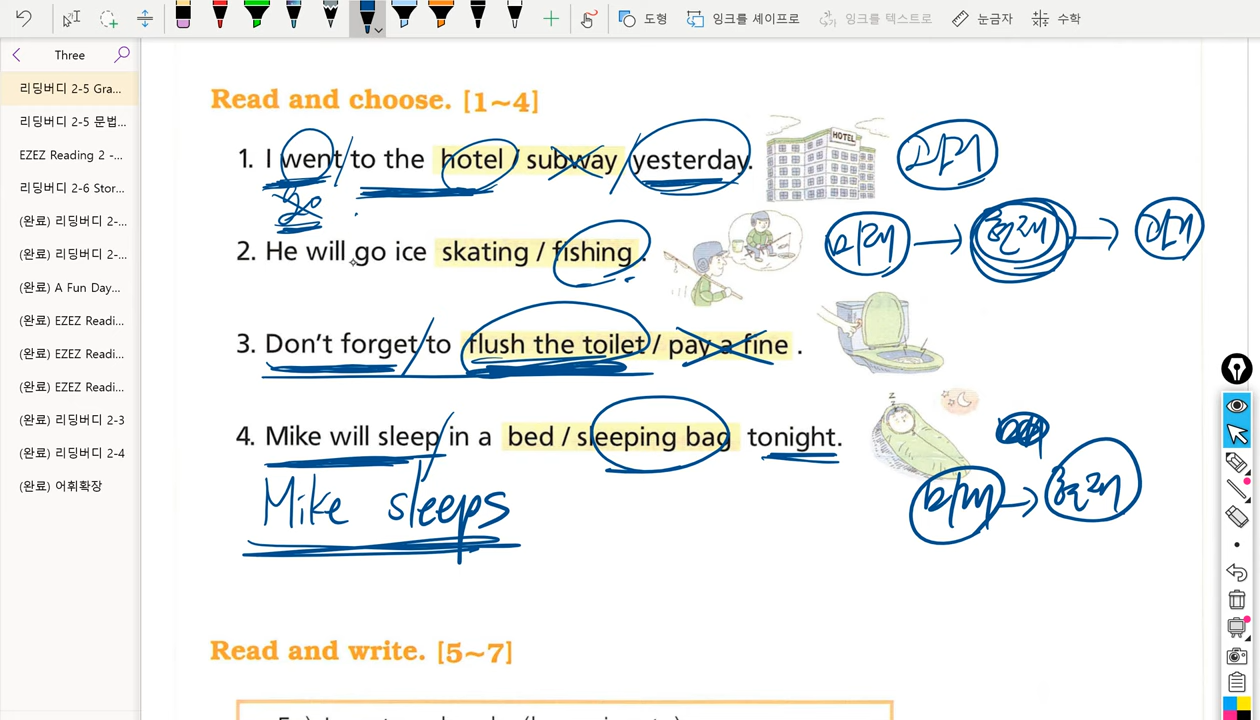 도형
잉크를 셰이프로
잉크를 텍스트로
눈금자
수학
Three
리딩버디 2-5 Gra...
리딩버디 2-5 문법...
EZEZ Reading 2 -...
리딩버디 2-6 Stor...
(완료) 리딩버디 2-...
(완료) 리딩버디 2-...
(완료) A Fun Day...
(완료) EZEZ Readi...
(완료) EZEZ Readi...
(완료) EZEZ Readi...
(완료) 리딩버디 2-3
(완료) 리딩버디 2-4
(완료) 어휘확장
Read and choose. [1~4]
1. I went to the hotel / subway yesterday.
HOTEL
과거
go
2. He will go ice skating / fishing .
미래 → 현재 → 과거
3. Don't forget to flush the toilet / pay a fine .
4. Mike will sleep in a bed / sleeping bag tonight.
z z
미래 → 현재
Mike sleeps
Read and write. [5~7]